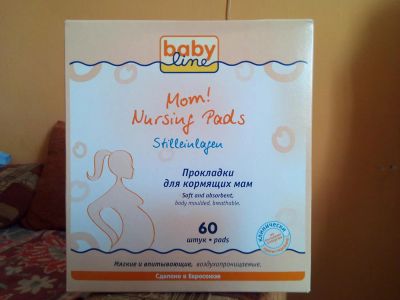 baby
line
Mom!
Nursing Pads
Stilleinlagen
Прокладки
для кормящих мам
Soft and absorbent,
body moulded, breathable.
60
штук • pads
клинически
Мягкие и впитывающие, воздухопроницаемые.
Сделано в Евросоюзе